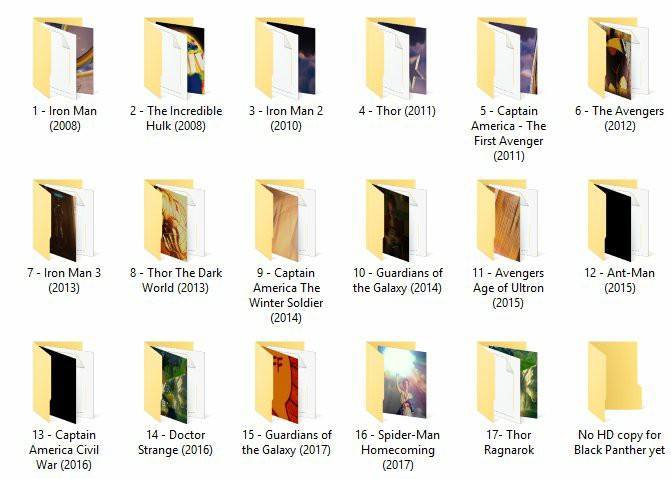 1 - Iron Man
(2008)
2 - The Incredible
Hulk (2008)
3 - Iron Man 2
(2010)
4 - Thor (2011)
5 - Captain
America - The
First Avenger
(2011)
6 - The Avengers
(2012)
7 - Iron Man 3
(2013)
8 - Thor The Dark
World (2013)
9 - Captain
America The
Winter Soldier
(2014)
10 - Guardians of
the Galaxy (2014)
11 - Avengers
Age of Ultron
(2015)
12 - Ant-Man
(2015)
13 - Captain
America Civil
War (2016)
14 - Doctor
Strange (2016)
15 - Guardians of
the Galaxy (2017)
16 - Spider-Man
Homecoming
(2017)
17- Thor
Ragnarok
No HD copy for
Black Panther yet